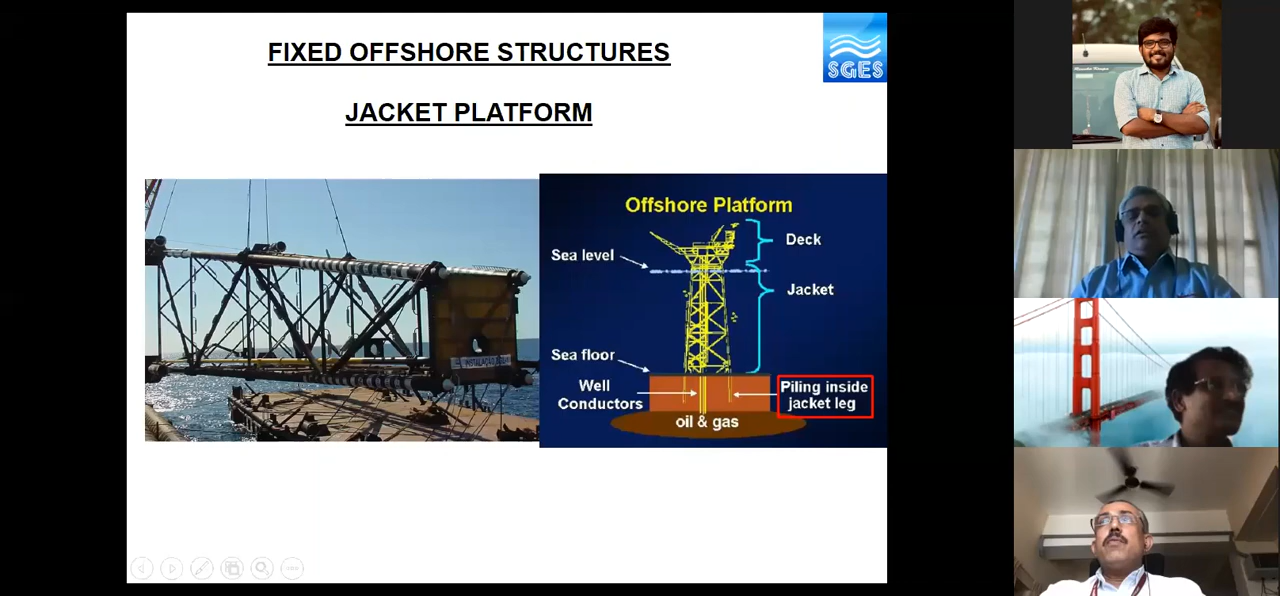 FIXED OFFSHORE STRUCTURES
SGES
JACKET PLATFORM
Offshore Platform
Deck
Sea level
Jacket
Sea floor
Well
Conductors
Piling inside
jacket leg
oil & gas